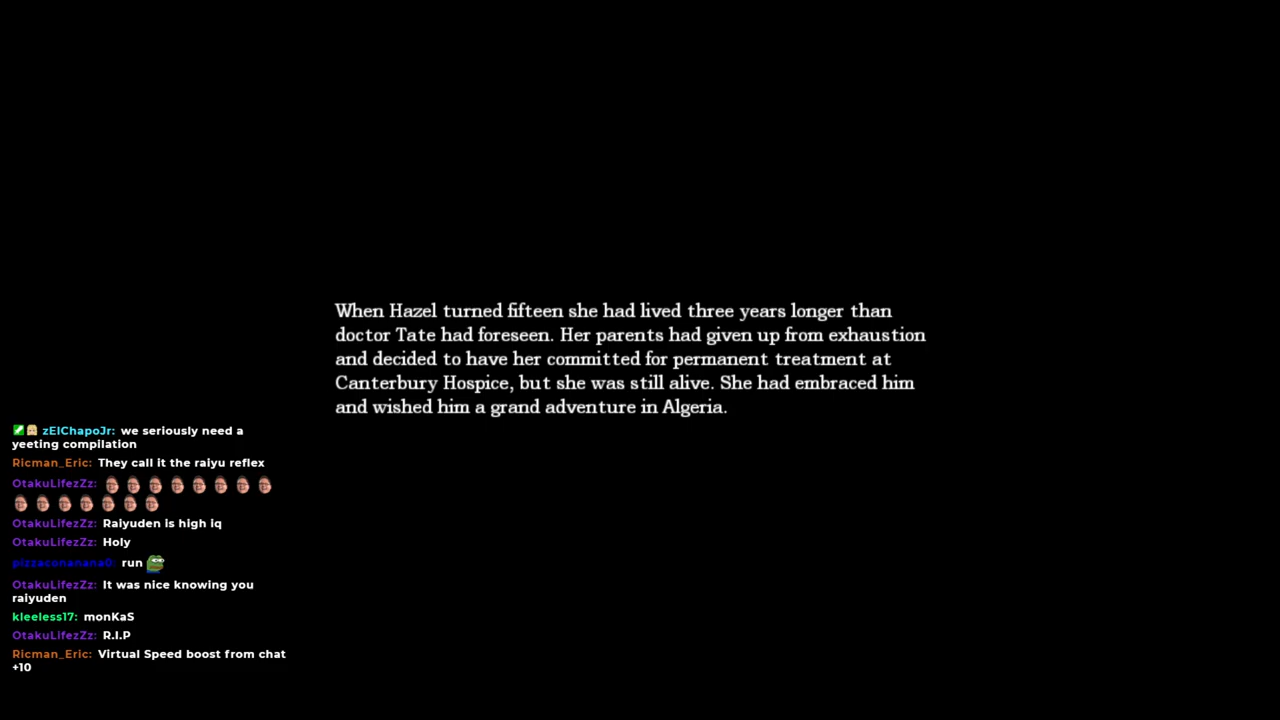 When Hazel turned fifteen she had lived three years longer than
doctor Tate had foreseen. Her parents had given up from exhaustion
and decided to have her committed for permanent treatment at
Canterbury Hospice, but she was still alive. She had embraced him
and wished him a grand adventure in Algeria.
zElChapoJr: we seriously need a
yeeting compilation
Ricman_Eric: They call it the raiyu reflex
OtakuLifezZz:
OtakuLifezZz: Raiyuden is high iq
OtakuLifezZz: Holy
pizzaconanana0: run
OtakuLifezZz: It was nice knowing you
raiyuden
kleeless17: monKaS
OtakuLifezZz: R.I.P
Ricman_Eric: Virtual Speed boost from chat
+10